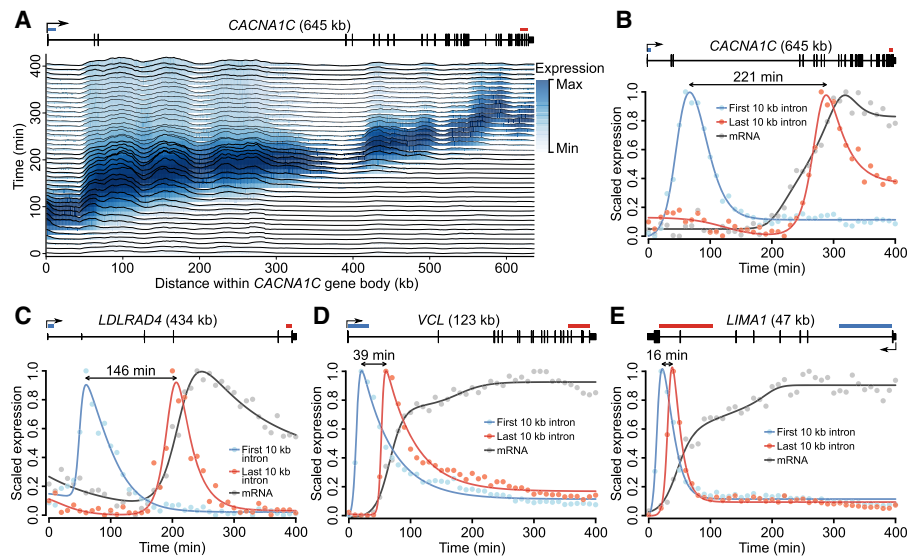 A
CACNA1C (645 kb)
Expression
Max
Min
Time (min)
400
300
200
100
0
0 100 200 300 400 500 600
Distance within CACNA1C gene body (kb)
B
CACNA1C (645 kb)
221 min
First 10 kb intron
Last 10 kb intron
mRNA
Scaled expression
1.0
0.8
0.6
0.4
0.2
0.0
0 100 200 300 400
Time (min)
C
LDLRAD4 (434 kb)
146 min
First 10 kb
intron
Last 10 kb
intron
mRNA
Scaled expression
1.0
0.8
0.6
0.4
0.2
0.0
0 100 200 300 400
Time (min)
D
VCL (123 kb)
39 min
First 10 kb intron
Last 10 kb intron
mRNA
Scaled expression
1.0
0.8
0.6
0.4
0.2
0.0
0 100 200 300 400
Time (min)
E
LIMA1 (47 kb)
16 min
First 10 kb intron
Last 10 kb intron
mRNA
Scaled expression
1.0
0.8
0.6
0.4
0.2
0.0
0 100 200 300 400
Time (min)